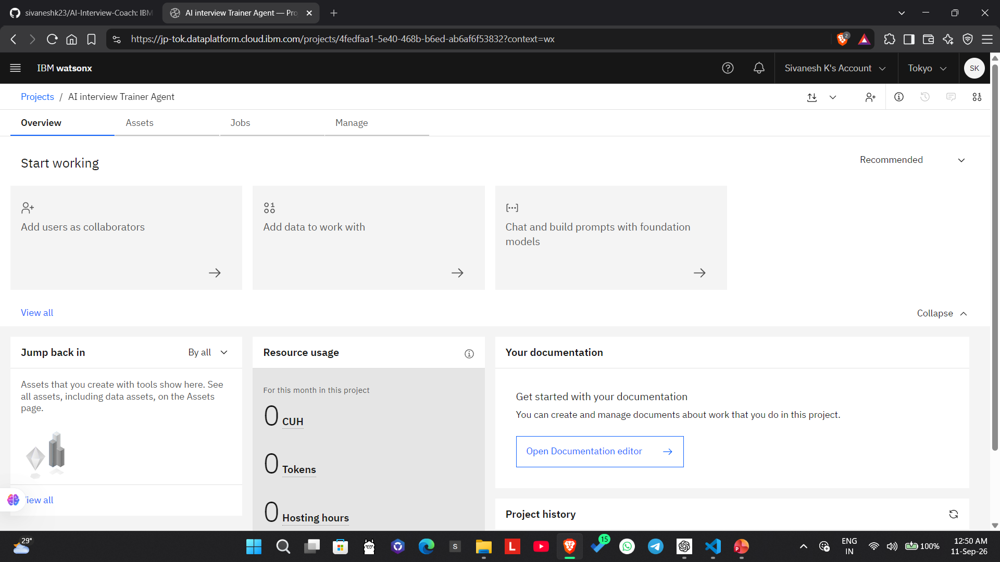 sivaneshk23/AI-Interview-Coach: IBM
AI interview Trainer Agent — Pro
https://jp-tok.dataplatform.cloud.ibm.com/projects/4fedfaa1-5e40-468b-b6ed-ab6af6f53832?context=wx
2
IBM watsonx
Sivanesh K's Account
Tokyo
SK
Projects / AI interview Trainer Agent
Overview
Assets
Jobs
Manage
Start working
Recommended
Add users as collaborators
Add data to work with
Chat and build prompts with foundation
models
View all
Collapse
Jump back in
By all
Assets that you create with tools show here. See
all assets, including data assets, on the Assets
page.
View all
Resource usage
For this month in this project
0 CUH
0 Tokens
0 Hosting hours
Your documentation
Get started with your documentation
You can create and manage documents about work that you do in this project.
Open Documentation editor
Project history
29°
S
L
15
P
ENG
IN
100%
12:50 AM
11-Sep-26